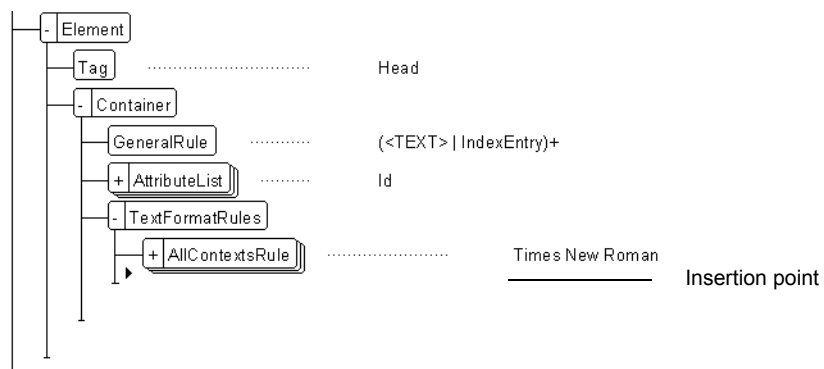 - Element
Tag Head
- Container
GeneralRule (<TEXT> | IndexEntry)+
+ AttributeList Id
- TextFormatRules
+ AllContextsRule Times New Roman
Insertion point